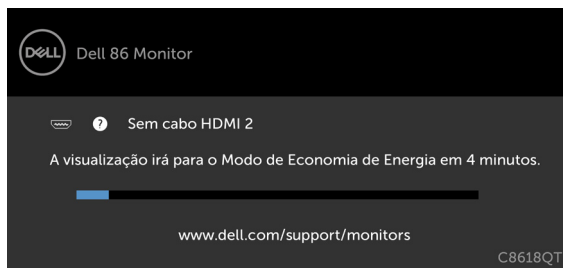 DELL Dell 86 Monitor
? Sem cabo HDMI 2
A visualização irá para o Modo de Economia de Energia em 4 minutos.
www.dell.com/support/monitors
C8618QT